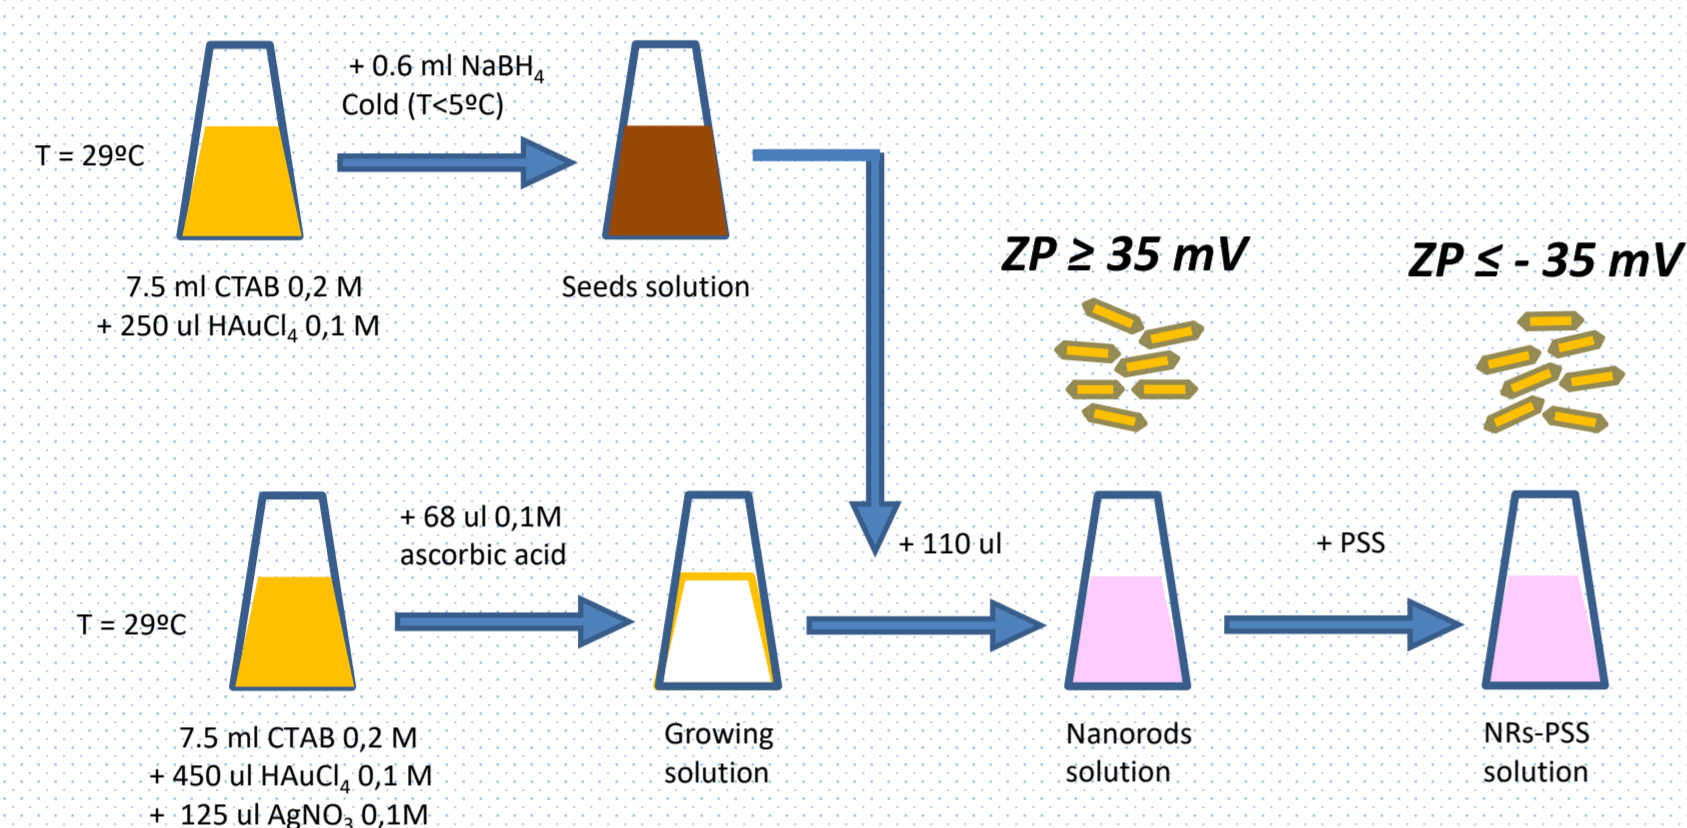 + 0.6 ml NaBH₄
Cold (T<5ºC)
T = 29ºC
7.5 ml CTAB 0,2 M
+ 250 ul HAuCl₄ 0,1 M
Seeds solution
ZP ≥ 35 mV
ZP ≤ - 35 mV
+ 68 ul 0,1M
ascorbic acid
+ 110 ul
+ PSS
T = 29ºC
7.5 ml CTAB 0,2 M
+ 450 ul HAuCl₄ 0,1 M
+ 125 ul AgNO₃ 0,1M
Growing
solution
Nanorods
solution
NRs-PSS
solution